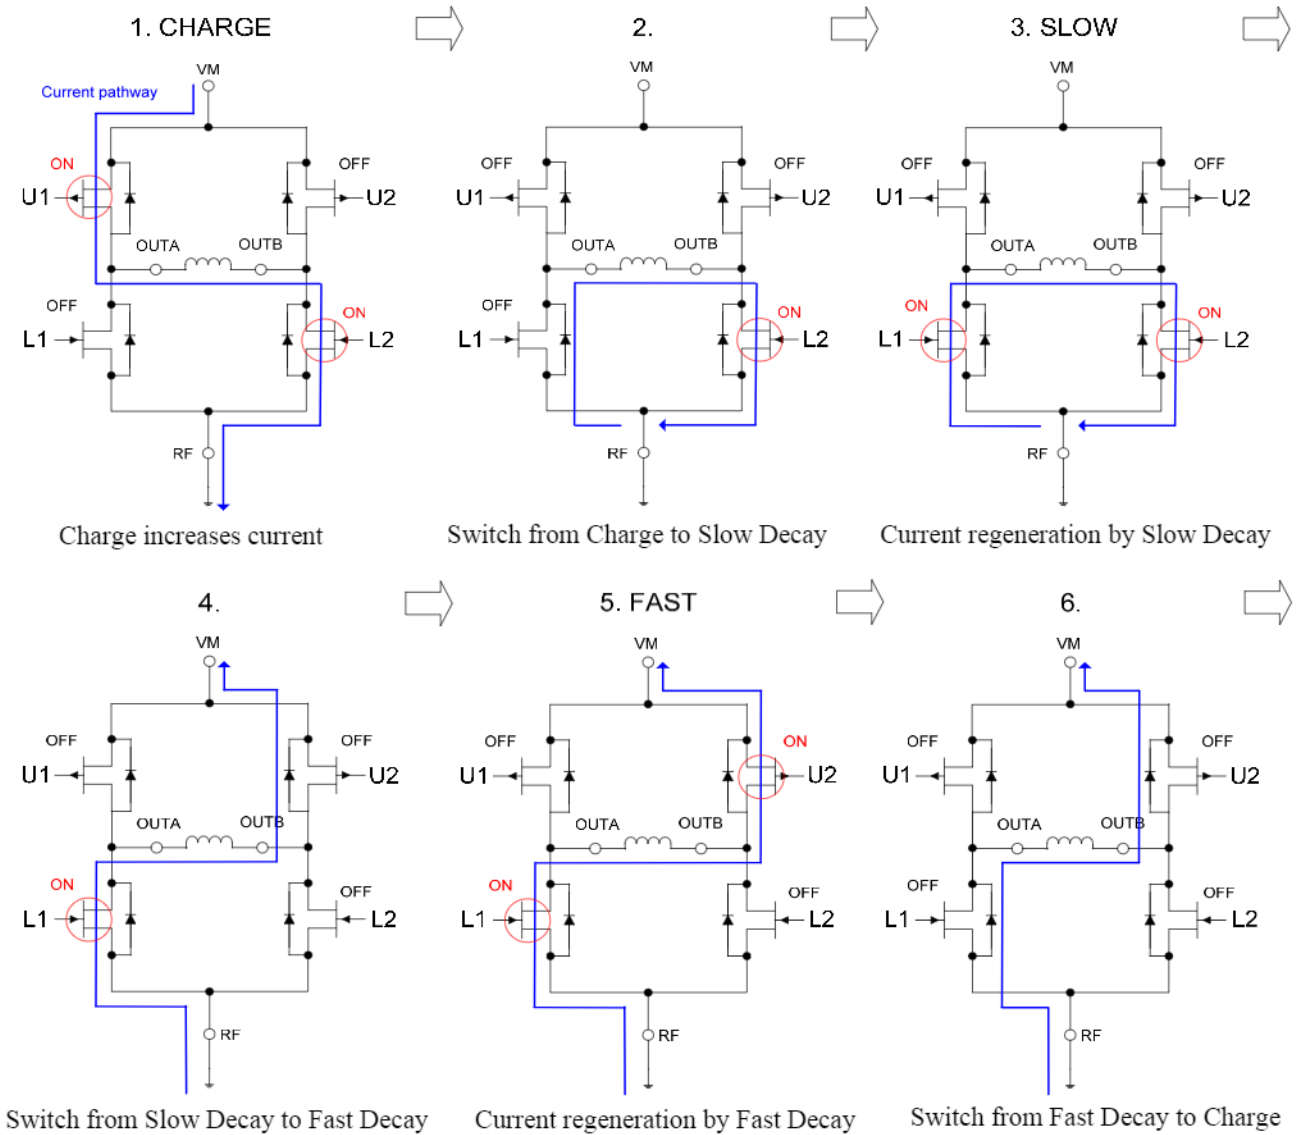 1. CHARGE
2.
3. SLOW
VM
Current pathway
ON
OFF
U1
U2
OUTA
OUTB
OFF
ON
L1
L2
RF
Charge increases current
VM
OFF
OFF
U1
U2
OUTA
OUTB
OFF
ON
L1
L2
RF
Switch from Charge to Slow Decay
VM
OFF
OFF
U1
U2
OUTA
OUTB
ON
ON
L1
L2
RF
Current regeneration by Slow Decay
4.
5. FAST
6.
VM
OFF
OFF
U1
U2
OUTA
OUTB
ON
OFF
L1
L2
RF
Switch from Slow Decay to Fast Decay
VM
OFF
ON
U1
U2
OUTA
OUTB
ON
OFF
L1
L2
RF
Current regeneration by Fast Decay
VM
OFF
OFF
U1
U2
OUTA
OUTB
OFF
OFF
L1
L2
RF
Switch from Fast Decay to Charge